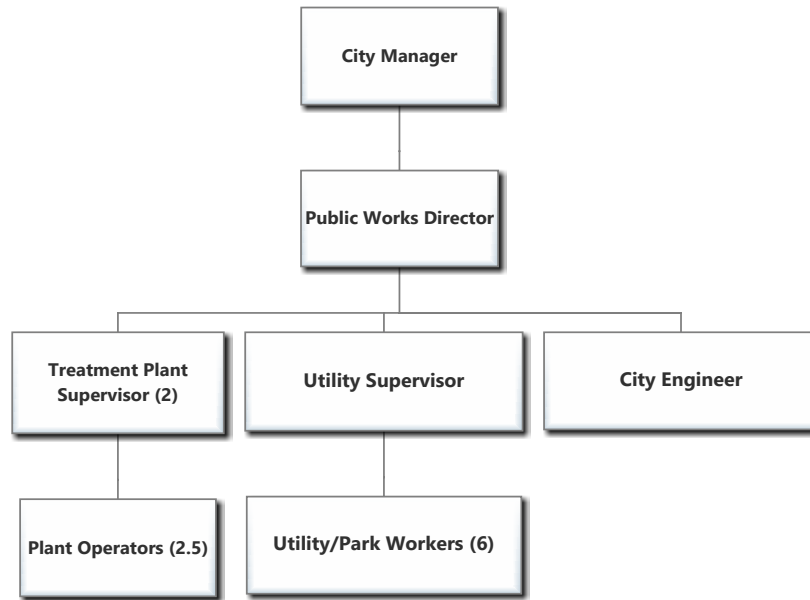 City Manager
Public Works Director
Treatment Plant
Supervisor (2)
Utility Supervisor
City Engineer
Plant Operators (2.5)
Utility/Park Workers (6)